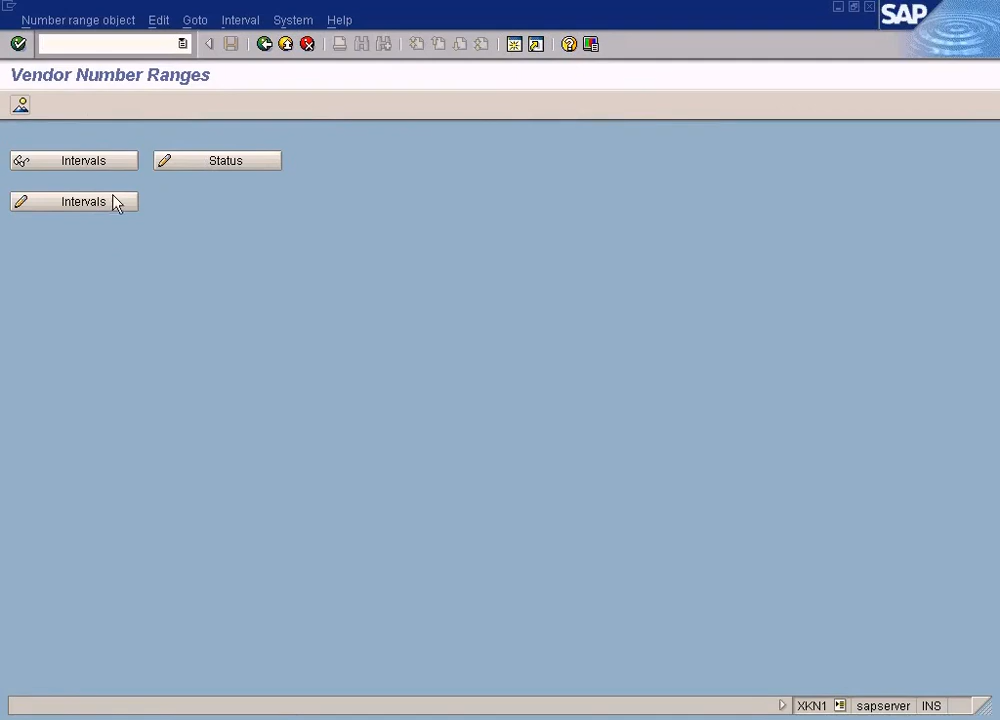 Number range object Edit Goto Interval System Help
SAP
Vendor Number Ranges
Intervals Status
Intervals
XKN1 sapserver INS